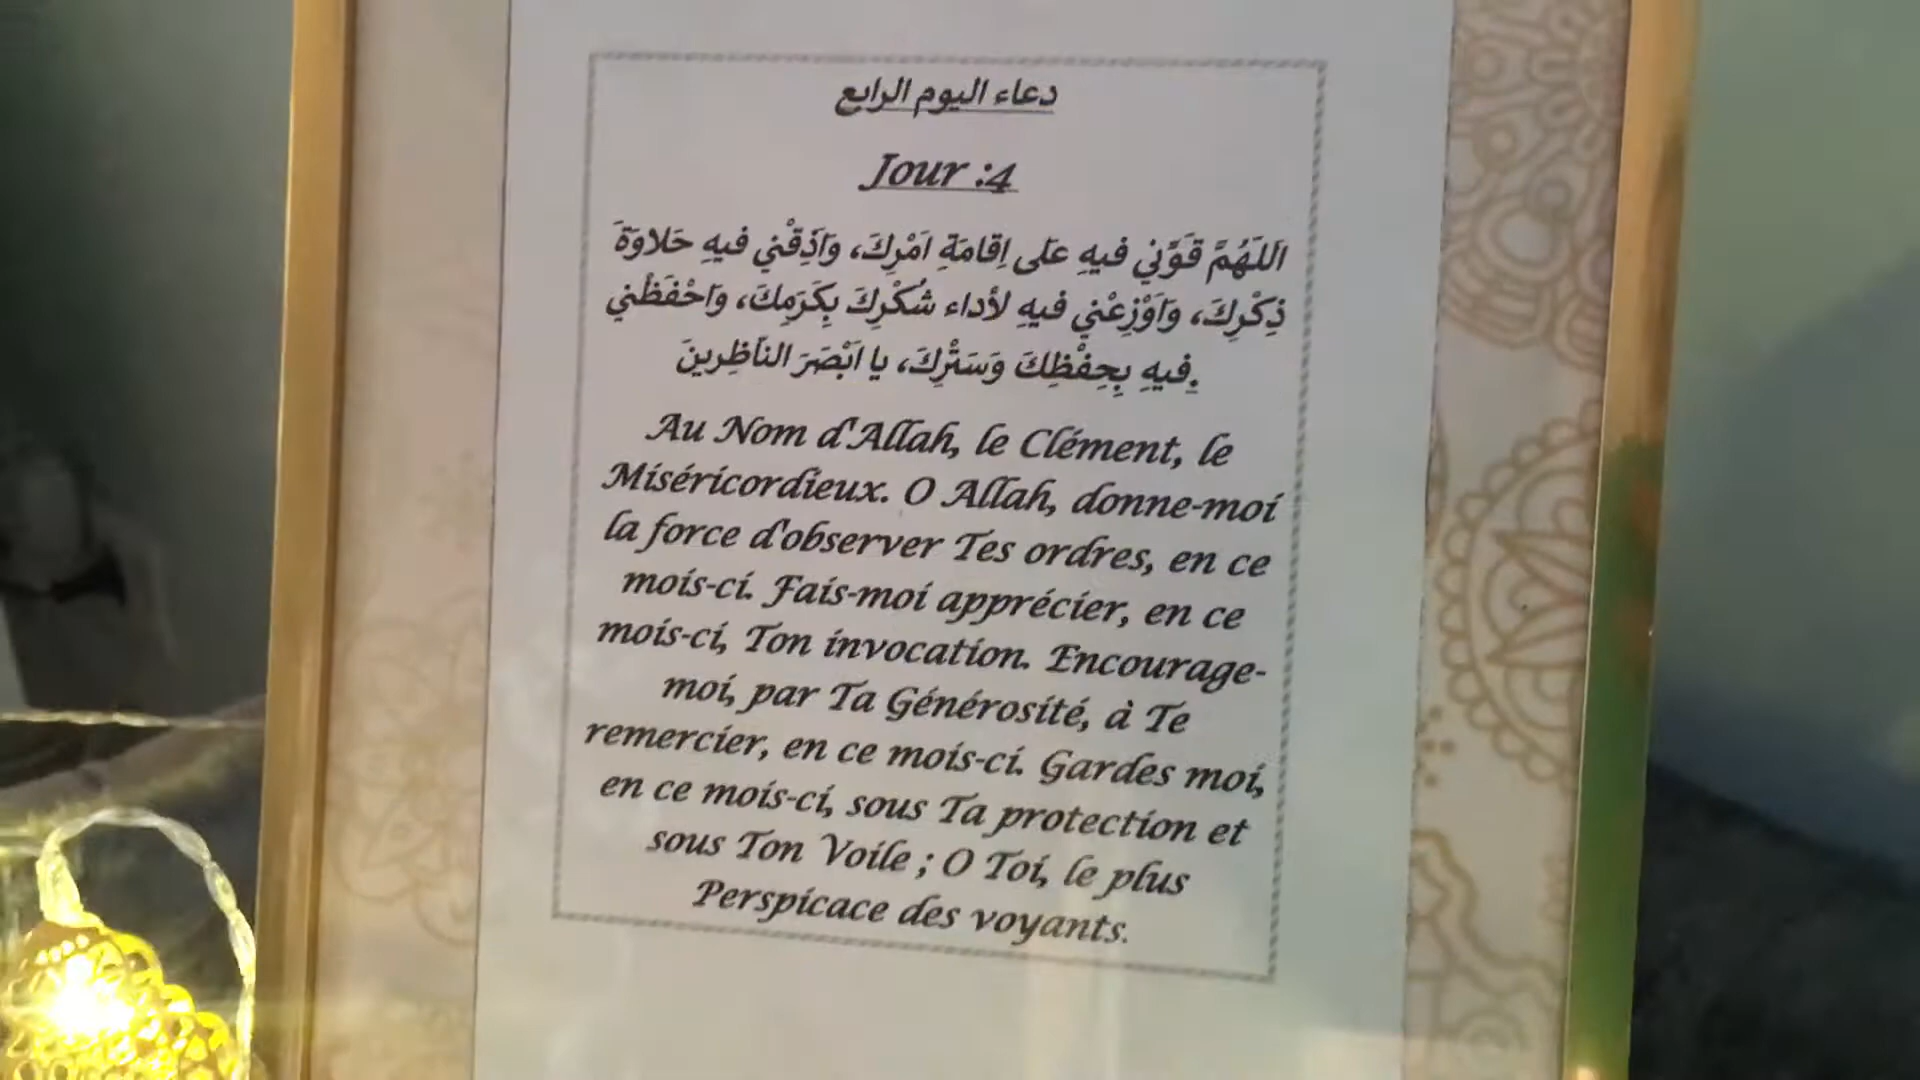 دعاء اليوم الرابع
Jour :4
اَللّهُمَّ قَوِّني فيهِ عَلى اِقامَةِ اَمْرِكَ، وَاَذِقْني فيهِ حَلاوَةَ
ذِكْرِكَ، وَاَوْزِعْني فيهِ لأداء شُكْرِكَ بِكَرَمِكَ، وَاحْفَظْني
.فِيهِ بِحِفْظِكَ وَسَتْرِكَ، يا اَبْصَرَ الناّظِرينَ
Au Nom d'Allah, le Clément, le
Miséricordieux. O Allah, donne-moi
la force d'observer Tes ordres, en ce
mois-ci. Fais-moi apprécier, en ce
mois-ci, Ton invocation. Encourage-
moi, par Ta Générosité, à Te
remercier, en ce mois-ci. Gardes moi,
en ce mois-ci, sous Ta protection et
sous Ton Voile ; O Toi, le plus
Perspicace des voyants.